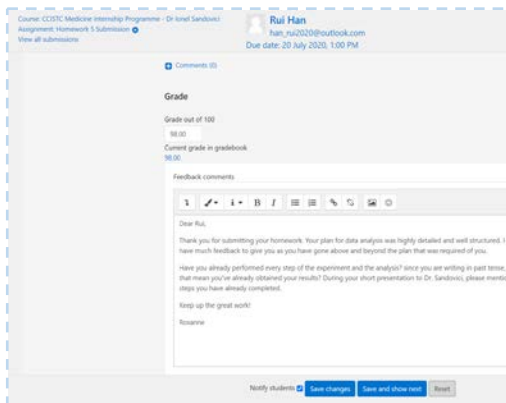 Course: CCISTC Medicine Internship Programme - Dr Ionel Sandovici
Assignment: Homework 5 Submission
View all submissions
Rui Han
han_rui2020@outlook.com
Due date: 20 July 2020, 1:00 PM
Comments (0)
Grade
Grade out of 100
98.00
Current grade in gradebook
98.00
Feedback comments
B I
Dear Rui,
Thank you for submitting your homework. Your plan for data analysis was highly detailed and well structured. I
have much feedback to give you as you have gone above and beyond the plan that was required of you.
Have you already performed every step of the experiment and the analysis? since you are writing in past tense,
that mean you've already obtained your results? During your short presentation to Dr. Sandovici, please mentio
steps you have already completed.
Keep up the great work!
Roxanne
Notify students Save changes Save and show next Reset